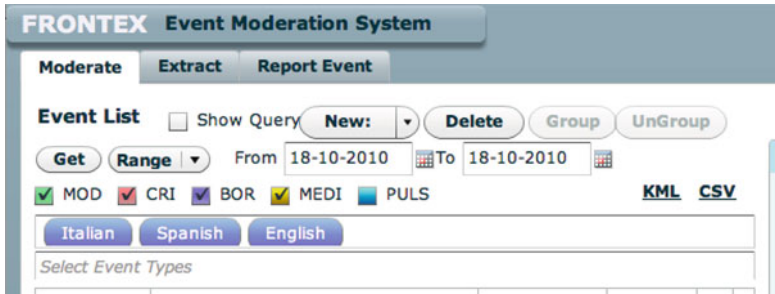 FRONTEX Event Moderation System
Moderate Extract Report Event
Event List Show Query New: Delete Group UnGroup
Get Range From 18-10-2010 To 18-10-2010
MOD CRI BOR MEDI PULS KML CSV
Italian Spanish English
Select Event Types